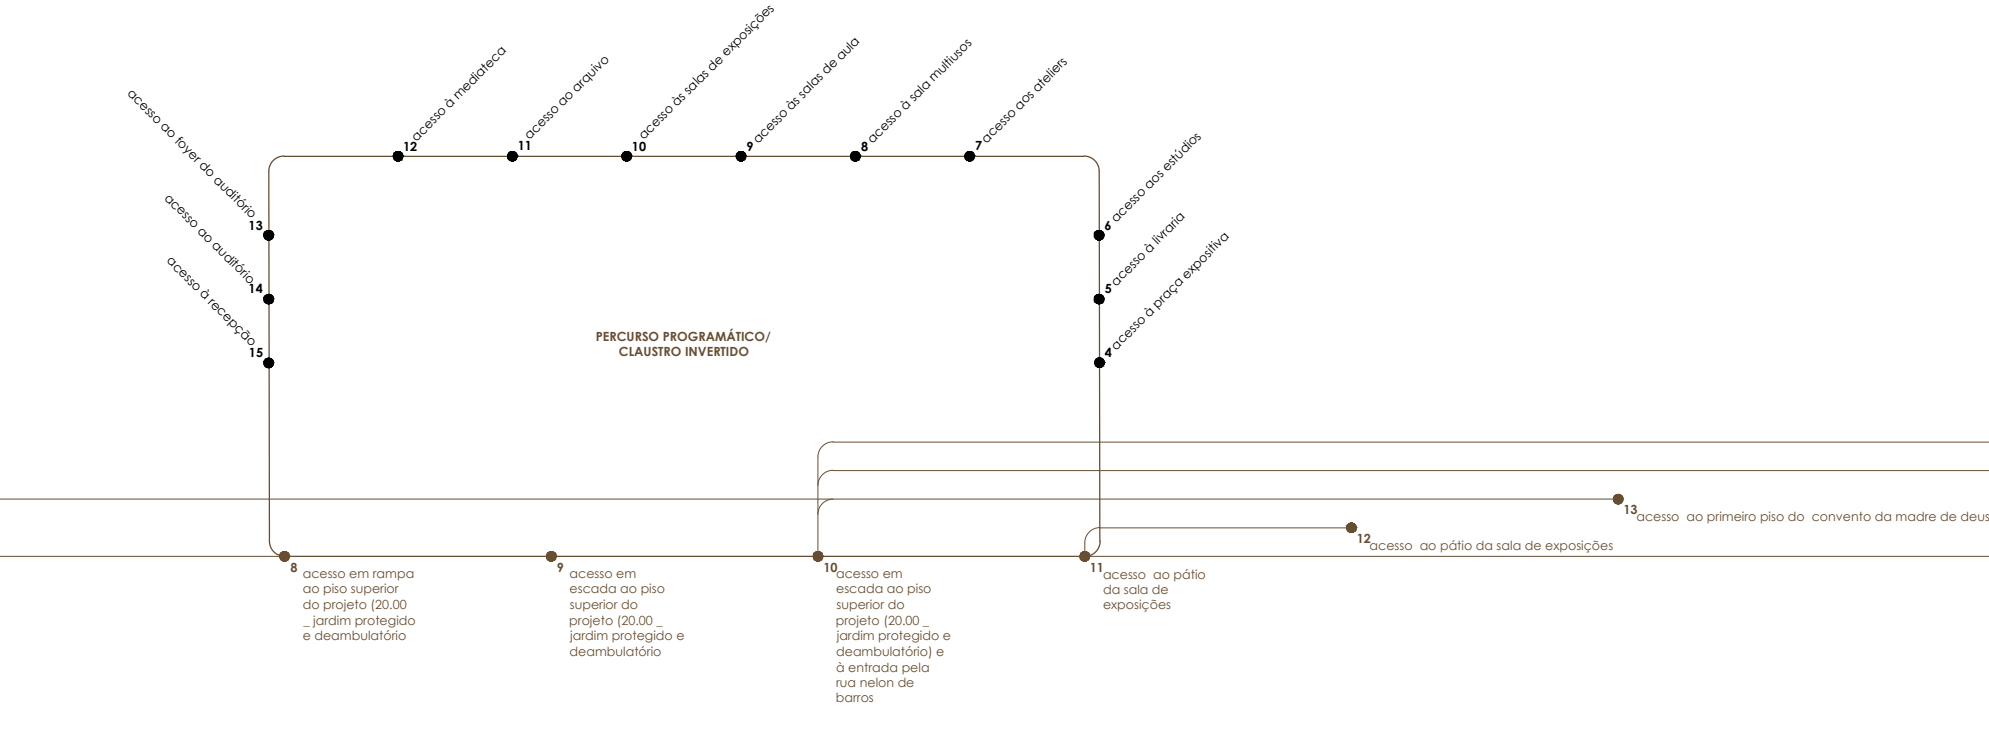 acesso à mediateca
12
acesso ao arquivo
11
acesso às salas de exposições
10
acesso às salas de aula
9
acesso à sala multiusos
8
acesso aos ateliers
7
acesso ao foyer do auditório
13
acesso aos estúdios
6
acesso ao auditório
14
acesso à livraria
5
acesso à recepção
15
acesso à praça expositiva
4
PERCURSO PROGRAMÁTICO/
CLAUSTRO INVERTIDO
13
acesso ao primeiro piso do convento da madre de deus
12
acesso ao pátio da sala de exposições
8
acesso em rampa
ao piso superior
do projeto (20.00
_ jardim protegido
e deambulatório
9
acesso em
escada ao piso
superior do
projeto (20.00 _
jardim protegido e
deambulatório
10
acesso em
escada ao piso
superior do
projeto (20.00 _
jardim protegido e
deambulatório) e
à entrada pela
rua nelon de
barros
11
acesso ao pátio
da sala de
exposições